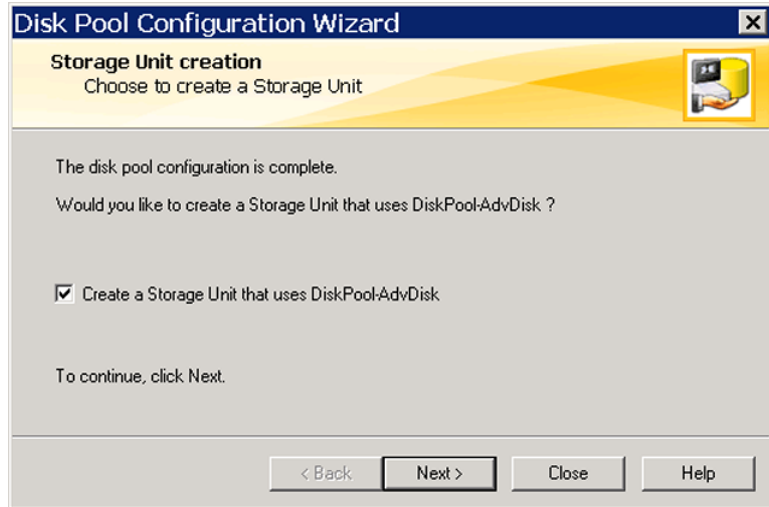 Disk Pool Configuration Wizard
Storage Unit creation
Choose to create a Storage Unit
The disk pool configuration is complete.
Would you like to create a Storage Unit that uses DiskPool-AdvDisk ?
Create a Storage Unit that uses DiskPool-AdvDisk
To continue, click Next.
< Back Next > Close Help